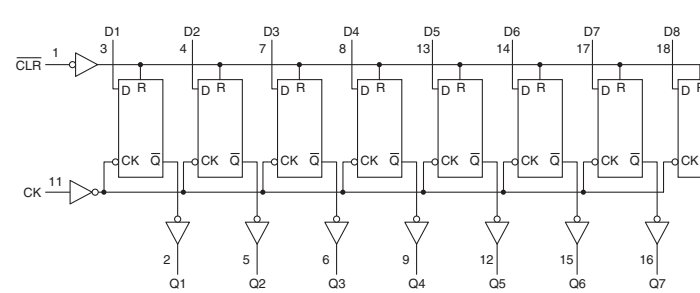 D1 D2 D3 D4 D5 D6 D7 D8
1 3 4 7 8 13 14 17 18
CLR
D R D R D R D R D R D R D R D
CK Q CK Q CK Q CK Q CK Q CK Q CK Q CK
11
CK
2 5 6 9 12 15 16
Q1 Q2 Q3 Q4 Q5 Q6 Q7